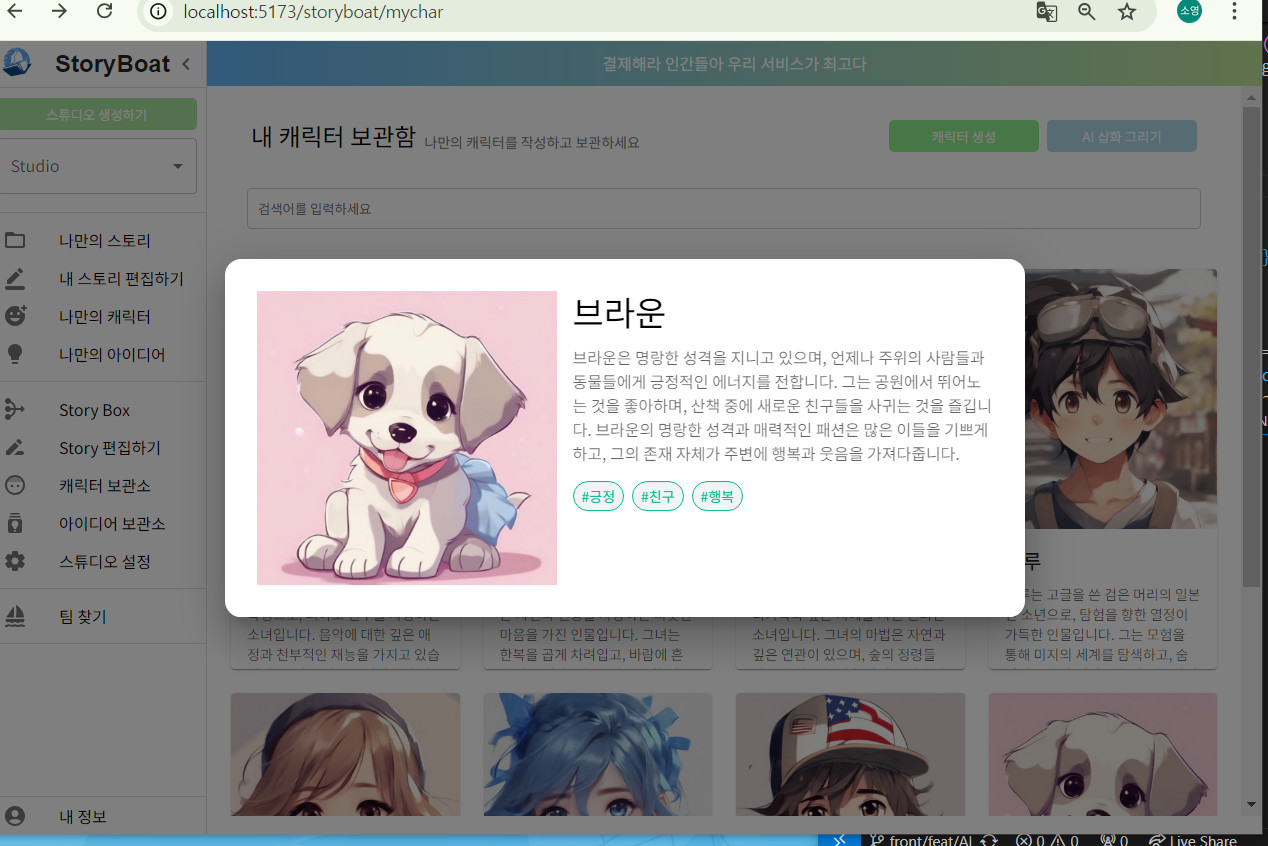 localhost:5173/storyboat/mychar
소영
StoryBoat
결제해라 인간들아 우리 서비스가 최고다
스튜디오 생성하기
Studio
나만의 스토리
내 스토리 편집하기
나만의 캐릭터
나만의 아이디어
Story Box
Story 편집하기
캐릭터 보관소
아이디어 보관소
스튜디오 설정
팀 찾기
내 정보
내 캐릭터 보관함 나만의 캐릭터를 작성하고 보관하세요
캐릭터 생성
AI 삽화 그리기
검색어를 입력하세요
브라운
브라운은 명랑한 성격을 지니고 있으며, 언제나 주위의 사람들과
동물들에게 긍정적인 에너지를 전합니다. 그는 공원에서 뛰어노
는 것을 좋아하며, 산책 중에 새로운 친구들을 사귀는 것을 즐깁니
다. 브라운의 명랑한 성격과 매력적인 패션은 많은 이들을 기쁘게
하고, 그의 존재 자체가 주변에 행복과 웃음을 가져다줍니다.
#긍정 #친구 #행복
소녀입니다. 음악에 대한 깊은 애
정과 천부적인 재능을 가지고 있습
마음을 가진 인물입니다. 그녀는
한복을 곱게 차려입고, 바람에 흔
소녀입니다. 그녀의 마법은 자연과
깊은 연관이 있으며, 숲의 정령들
루
루는 고글을 쓴 검은 머리의 일본
소년으로, 탐험을 향한 열정이
가득한 인물입니다. 그는 모험을
통해 미지의 세계를 탐색하고, 숨
front/feat/AI
0
0
0
Live Share